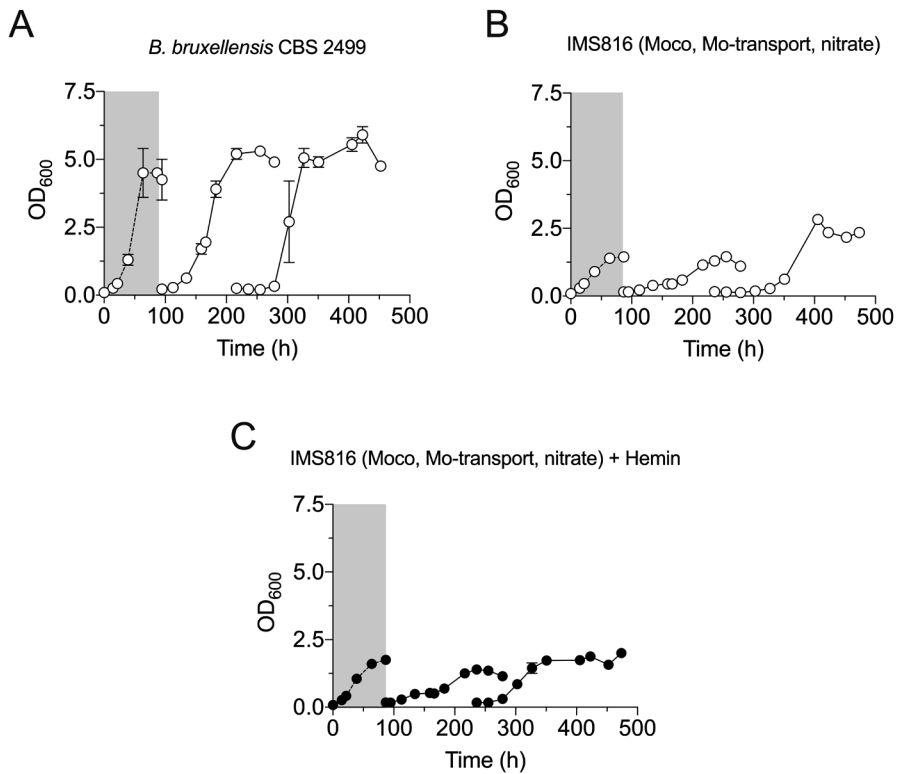 A
B. bruxellensis CBS 2499
7.5
5.0
2.5
0.0
OD600
0 100 200 300 400 500
Time (h)
B
IMS816 (Moco, Mo-transport, nitrate)
7.5
5.0
2.5
0.0
OD600
0 100 200 300 400 500
Time (h)
C
IMS816 (Moco, Mo-transport, nitrate) + Hemin
7.5
5.0
2.5
0.0
OD600
0 100 200 300 400 500
Time (h)